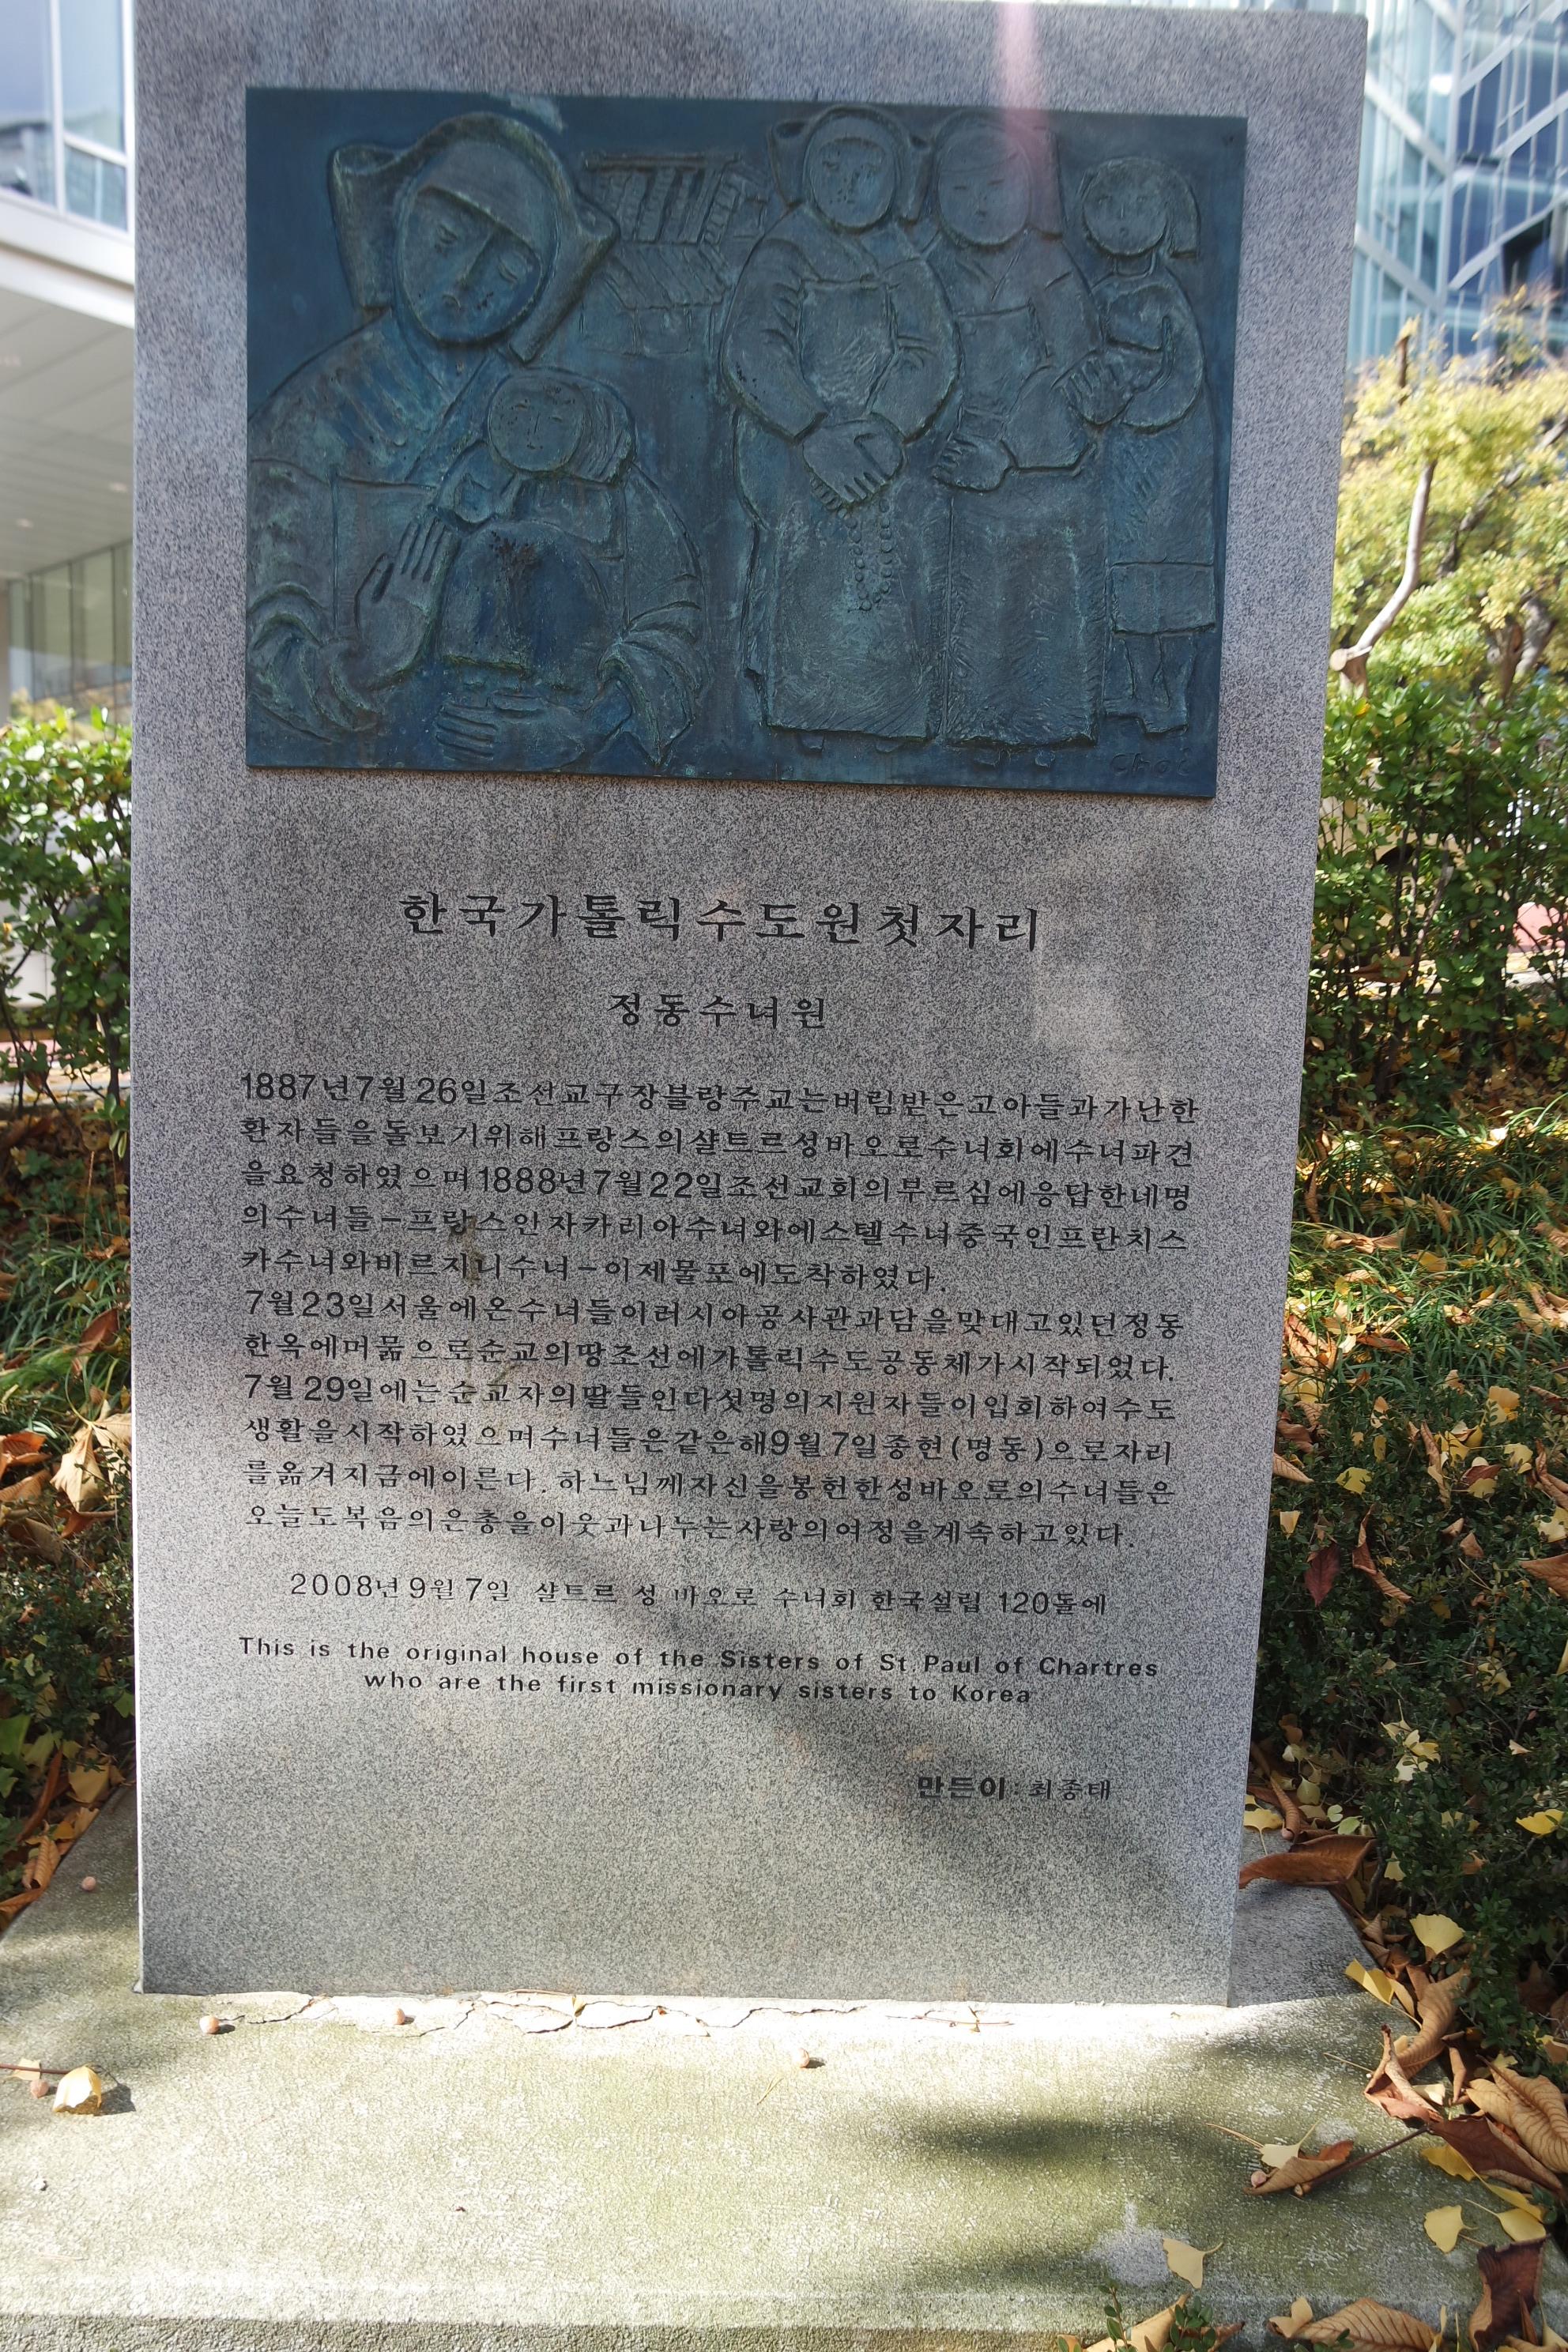 Choi
한국가톨릭수도원첫자리
정동수녀원
1887년7월26일조선교구장블랑주교는버림받은고아들과가난한
환자들을돌보기위해프랑스의샬트르성바오로수녀회에수녀파견
을요청하였으며1888년7월22일조선교회의부르심에응답한네명
의수녀들-프랑스인자카리아수녀와에스텔수녀중국인프란치스
카수녀와비르지니수녀-이제물포에도착하였다.
7월23일서울에온수녀들이러시아공사관과담을맞대고있던정동
한옥에머묾으로순교의땅조선에가톨릭수도공동체가시작되었다.
7월29일에는순교자의딸들인다섯명의지원자들이입회하여수도
생활을시작하였으며수녀들은같은해9월7일종현(명동)으로자리
를옮겨지금에이른다. 하느님께자신을봉헌한성바오로의수녀들은
오늘도복음의은총을이웃과나누는사랑의여정을계속하고있다.
2008년9월7일 샬트르 성 바오로 수녀회 한국설립 120돌에
This is the original house of the Sisters of St.Paul of Chartres
who are the first missionary sisters to Korea
만든이:최종태